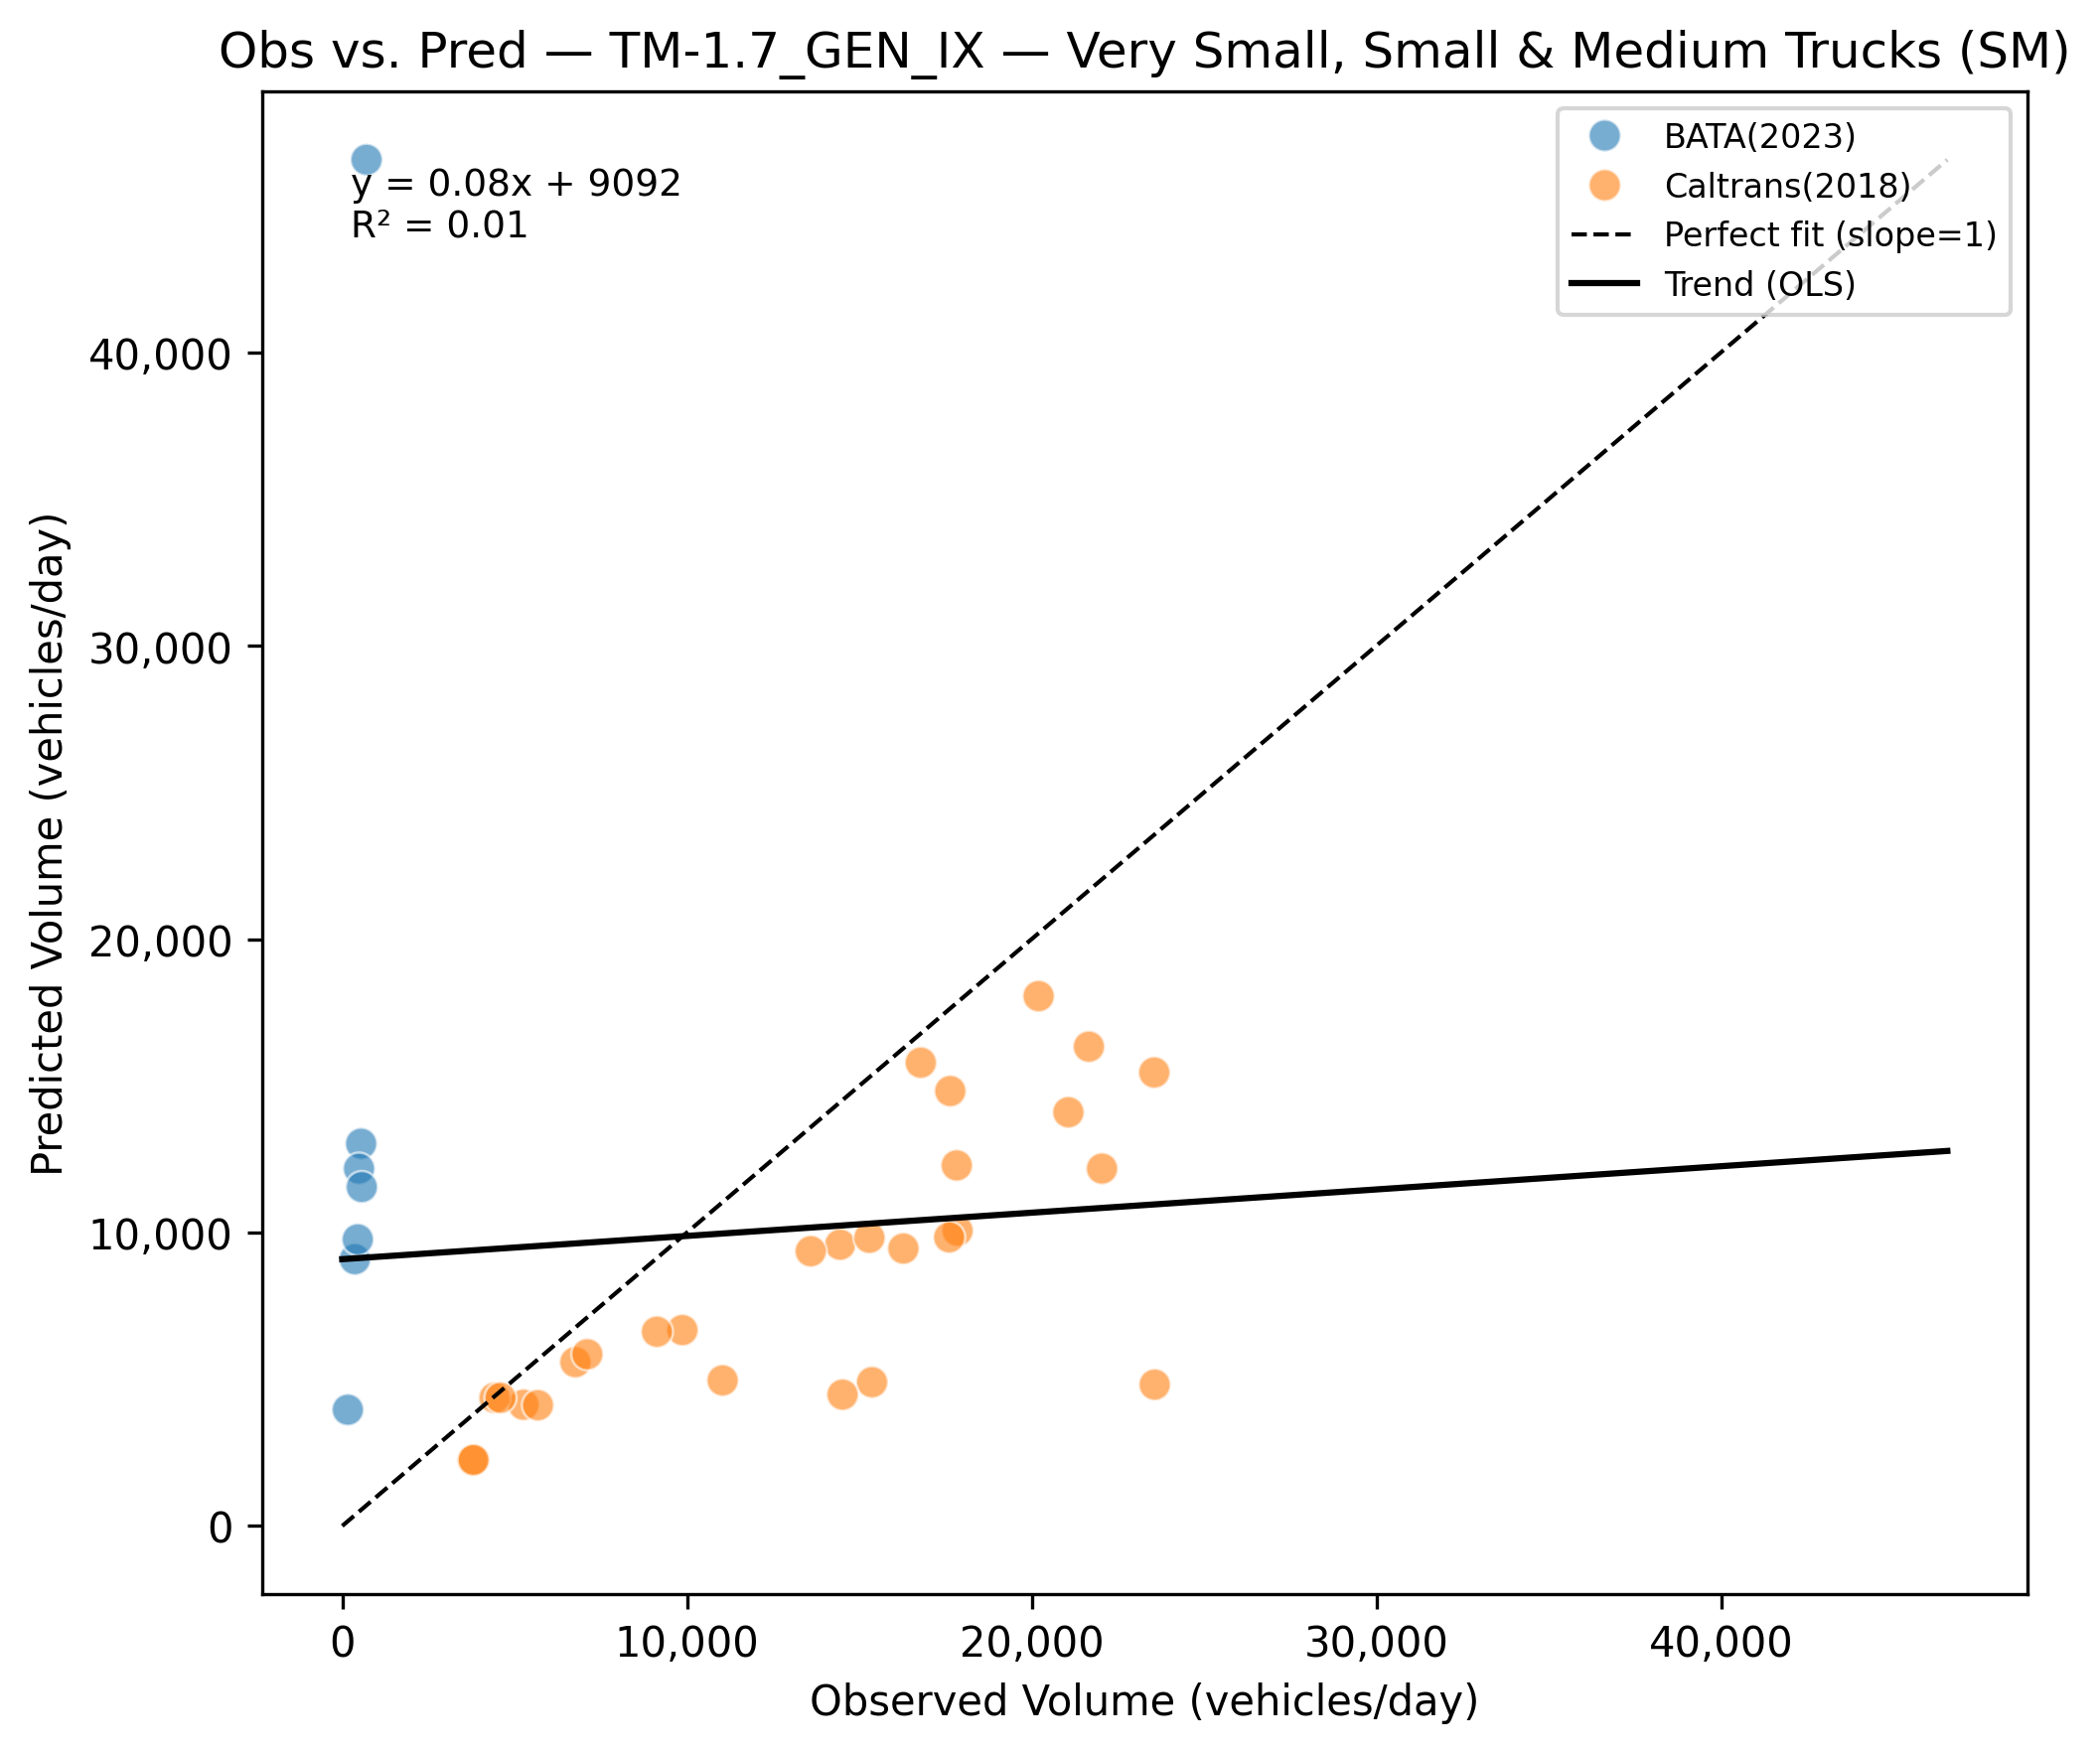 Obs vs. Pred — TM-1.7_GEN_IX — Very Small, Small & Medium Trucks (SM)
BATA(2023)
Caltrans(2018)
Perfect fit (slope=1)
Trend (OLS)
y = 0.08x + 9092
R² = 0.01
Predicted Volume (vehicles/day)
40,000
30,000
20,000
10,000
0
0
10,000
20,000
30,000
40,000
Observed Volume (vehicles/day)